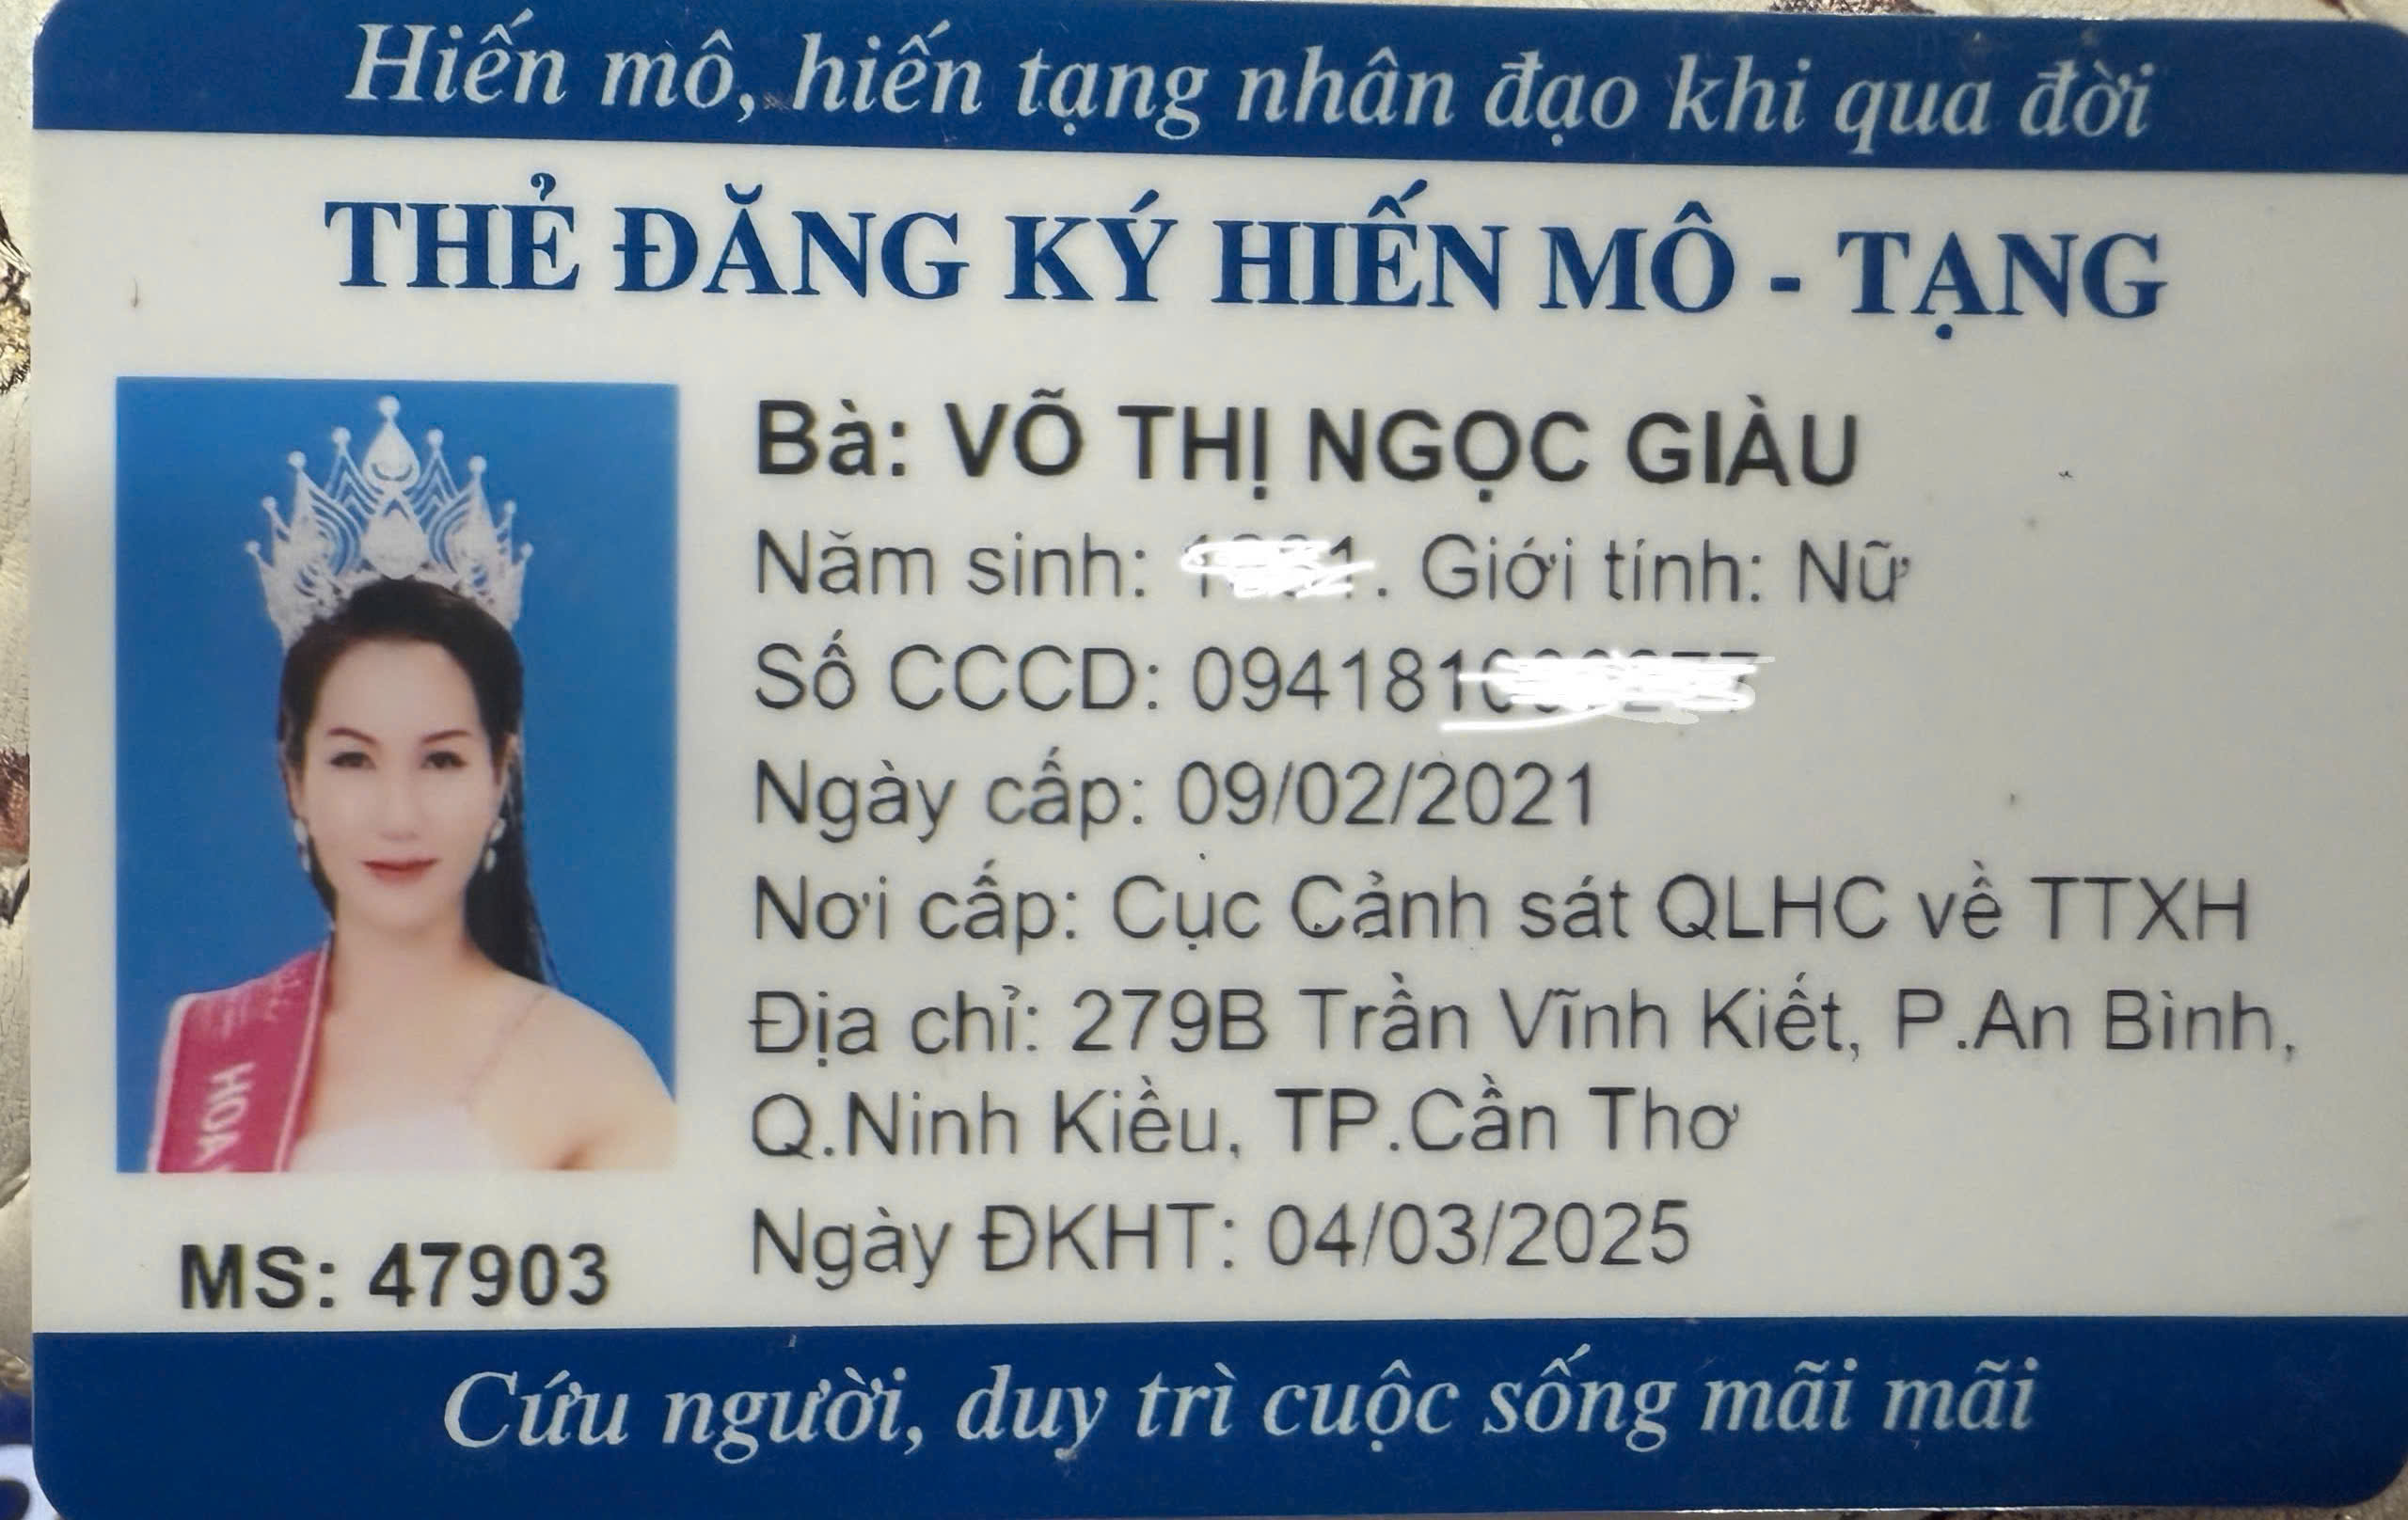 Hiến mô, hiến tạng nhân đạo khi qua đời
THẺ ĐĂNG KÝ HIẾN MÔ - TẠNG
Bà: VÕ THỊ NGỌC GIÀU
Năm sinh: . Giới tính: Nữ
Số CCCD: 094181
Ngày cấp: 09/02/2021
Nơi cấp: Cục Cảnh sát QLHC về TTXH
Địa chỉ: 279B Trần Vĩnh Kiết, P.An Bình,
Q.Ninh Kiều, TP.Cần Thơ
Ngày ĐKHT: 04/03/2025
HOA
MS: 47903
Cứu người, duy trì cuộc sống mãi mãi